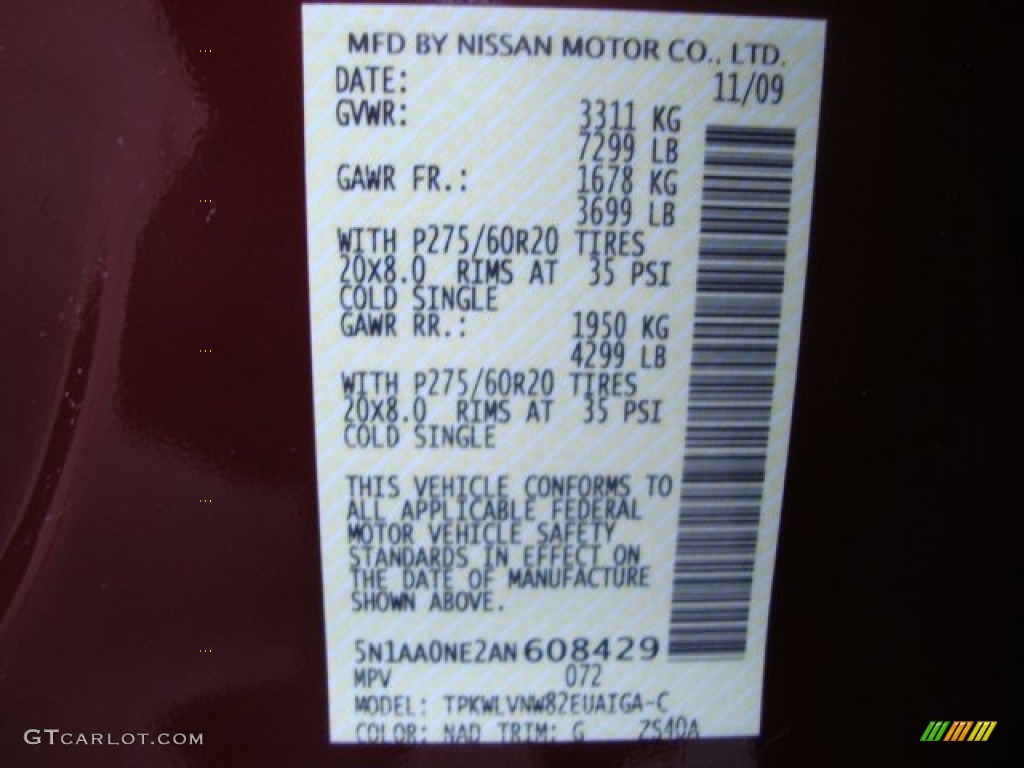 MFD BY NISSAN MOTOR CO., LTD.
DATE: 11/09
GVWR: 3311 KG
7299 LB
GAWR FR.: 1678 KG
3699 LB
WITH P275/60R20 TIRES
20X8.0 RIMS AT 35 PSI
COLD SINGLE
GAWR RR.: 1950 KG
4299 LB
WITH P275/60R20 TIRES
20X8.0 RIMS AT 35 PSI
COLD SINGLE
THIS VEHICLE CONFORMS TO
ALL APPLICABLE FEDERAL
MOTOR VEHICLE SAFETY
STANDARDS IN EFFECT ON
THE DATE OF MANUFACTURE
SHOWN ABOVE.
5N1AA0NE2AN608429
MPV 072
MODEL: TPKWLVNW82EUAIGA-C
COLOR: NAD TRIM: G ZS40A
GTCARLOT.COM